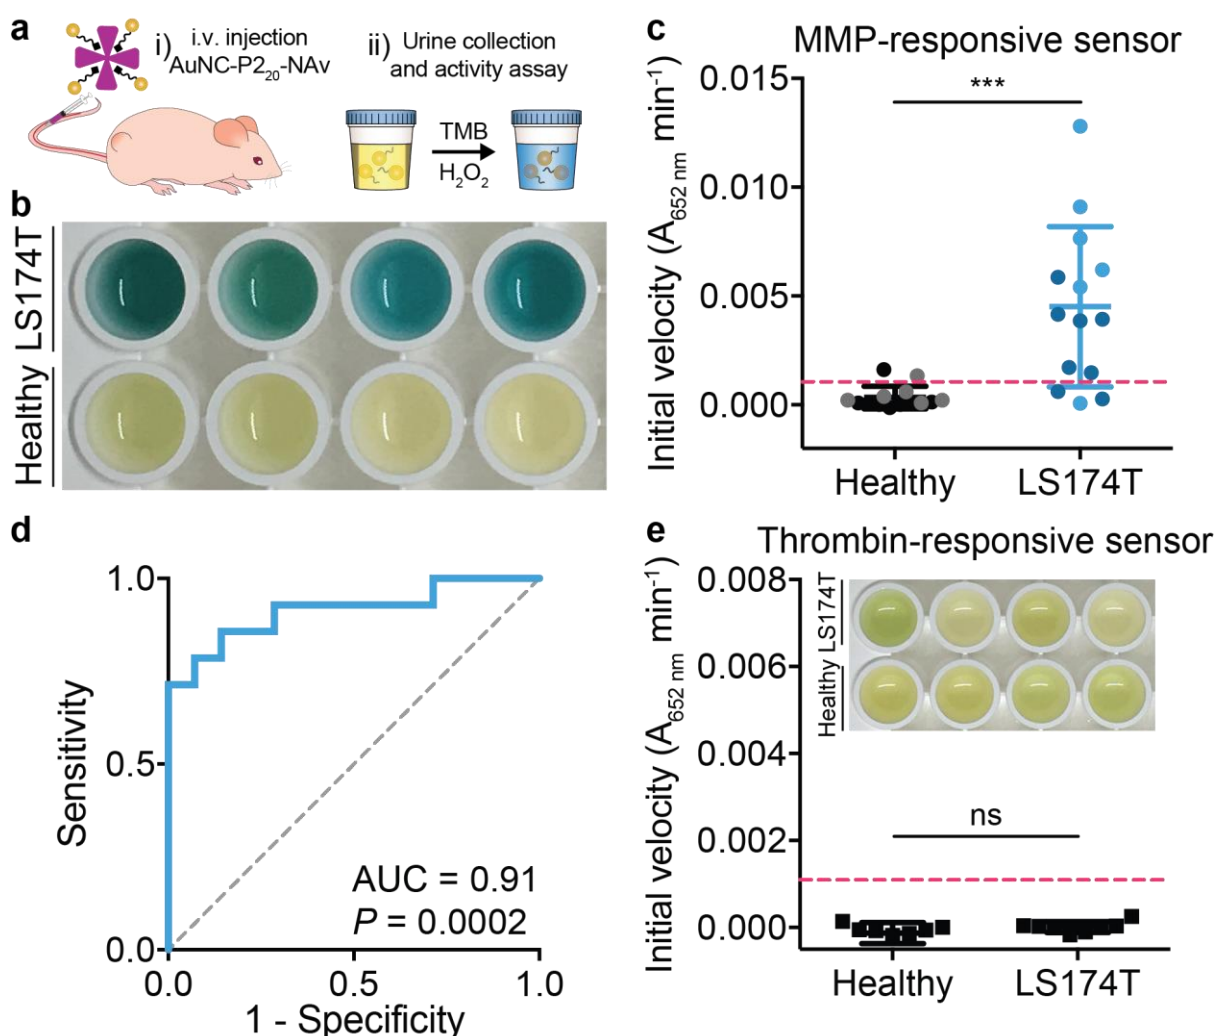 a
i) i.v. injection
AuNC-P2₂₀-NAv
ii) Urine collection
and activity assay
TMB
H₂O₂
b
LS174T
Healthy
c
MMP-responsive sensor
Initial velocity (A₆₅₂ ₙₘ min⁻¹)
0.015
0.010
0.005
0.000
***
Healthy
LS174T
d
Sensitivity
1.0
0.5
0.0
AUC = 0.91
P = 0.0002
0.0
0.5
1.0
1 - Specificity
e
Thrombin-responsive sensor
Initial velocity (A₆₅₂ ₙₘ min⁻¹)
0.008
0.006
0.004
0.002
0.000
LS174T
Healthy
ns
Healthy
LS174T